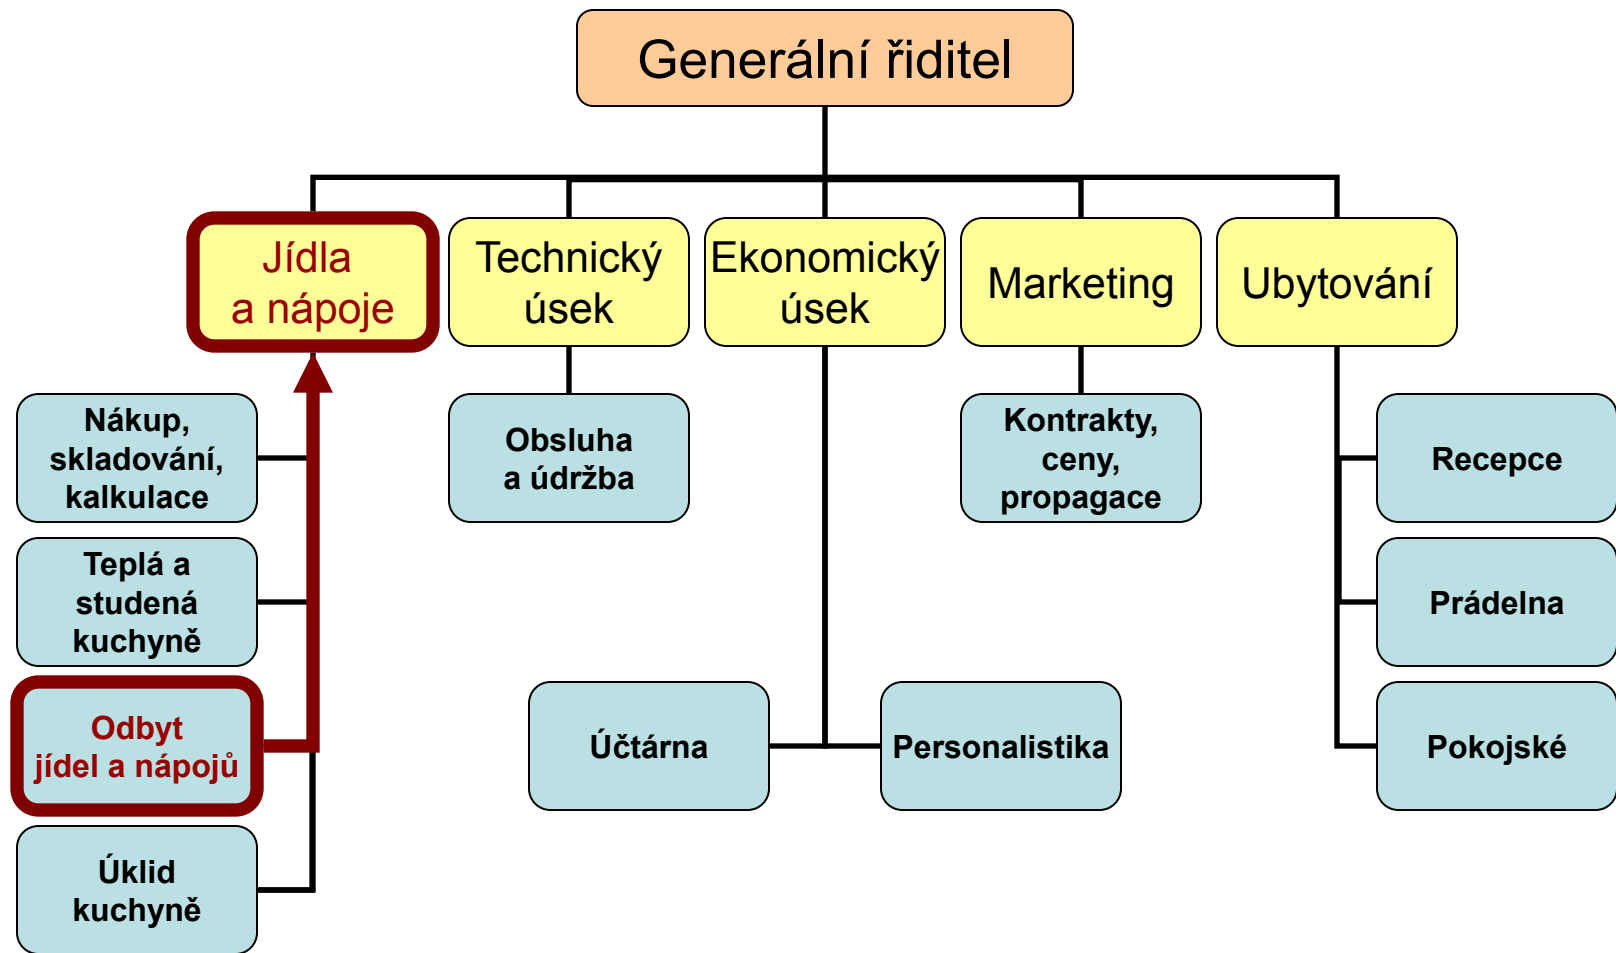 Generální řiditel
Jídla
a nápoje
Technický
úsek
Ekonomický
úsek
Marketing
Ubytování
Nákup,
skladování,
kalkulace
Teplá a
studená
kuchyně
Odbyt
jídel a nápojů
Úklid
kuchyně
Obsluha
a údržba
Účtárna
Personalistika
Kontrakty,
ceny,
propagace
Recepce
Prádelna
Pokojské